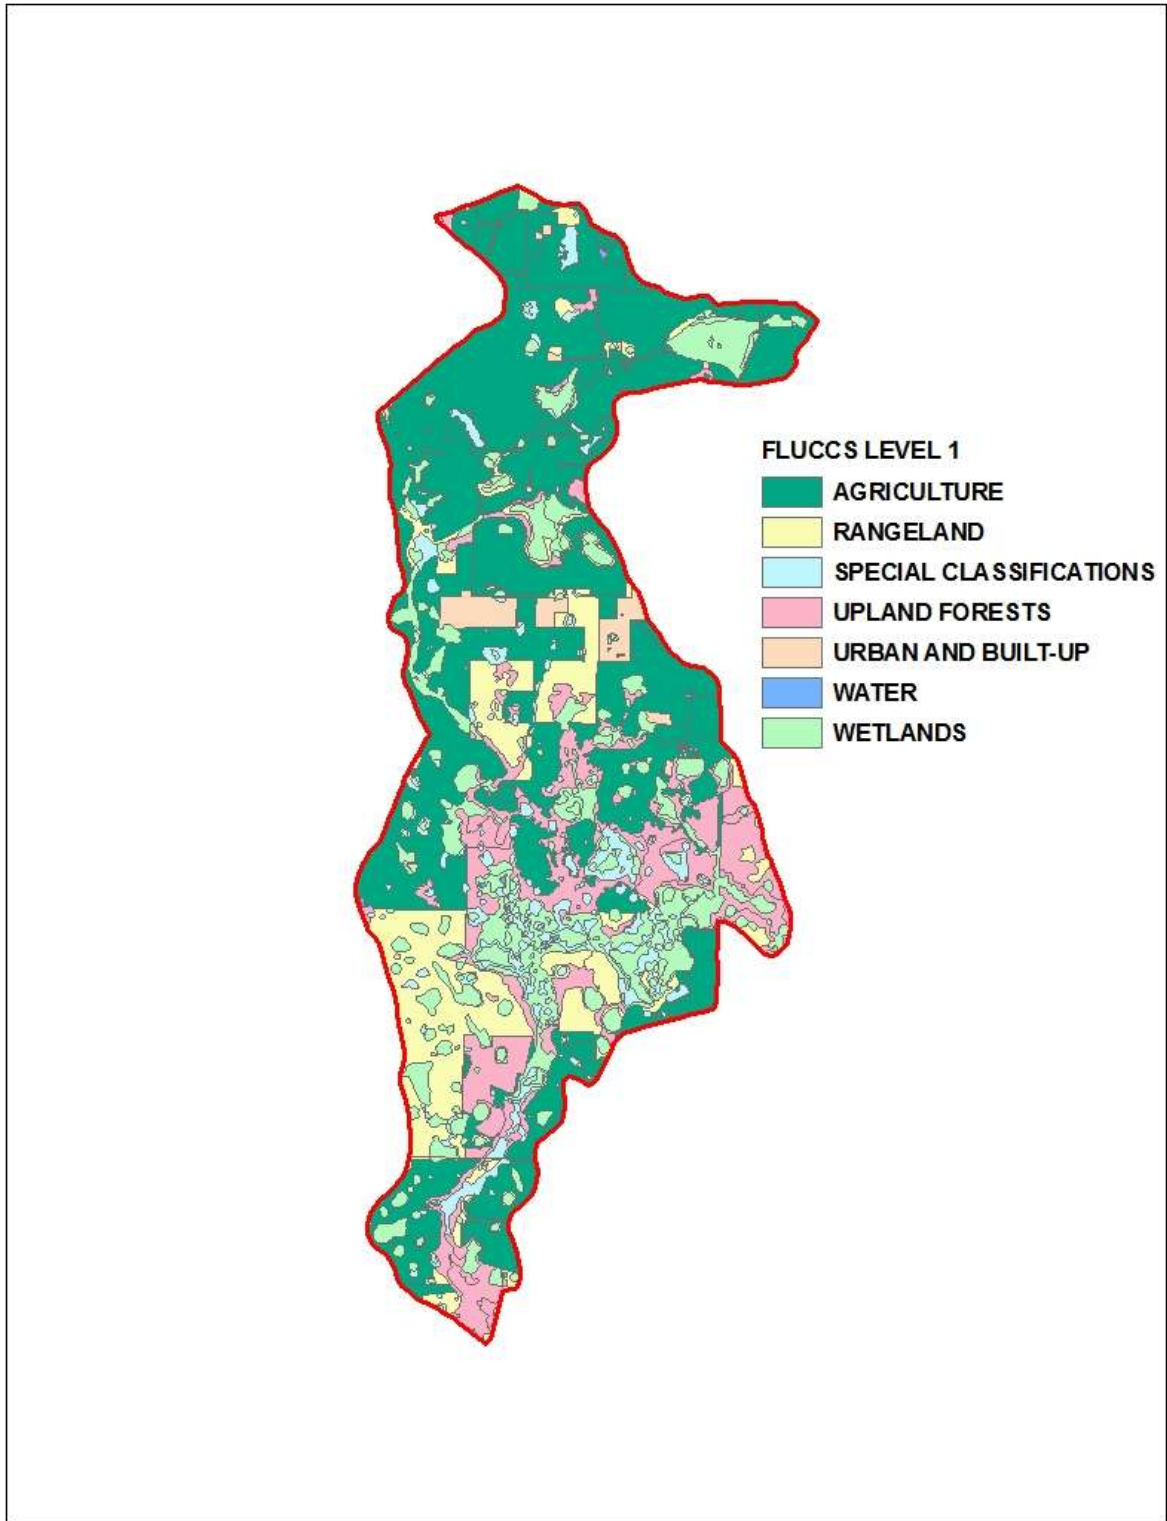 FLUCCS LEVEL 1
AGRICULTURE
RANGELAND
SPECIAL CLASSIFICATIONS
UPLAND FORESTS
URBAN AND BUILT-UP
WATER
WETLANDS